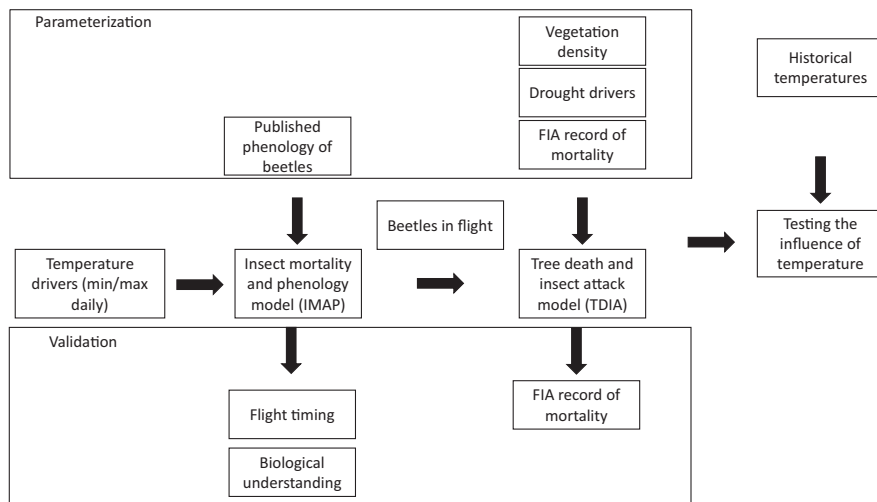 Parameterization
Vegetation
density
Drought drivers
FIA record of
mortality
Published
phenology of
beetles
Historical
temperatures
Beetles in flight
Temperature
drivers (min/max
daily)
Insect mortality
and phenology
model (IMAP)
Tree death and
insect attack
model (TDIA)
Testing the
influence of
temperature
Validation
Flight timing
Biological
understanding
FIA record of
mortality